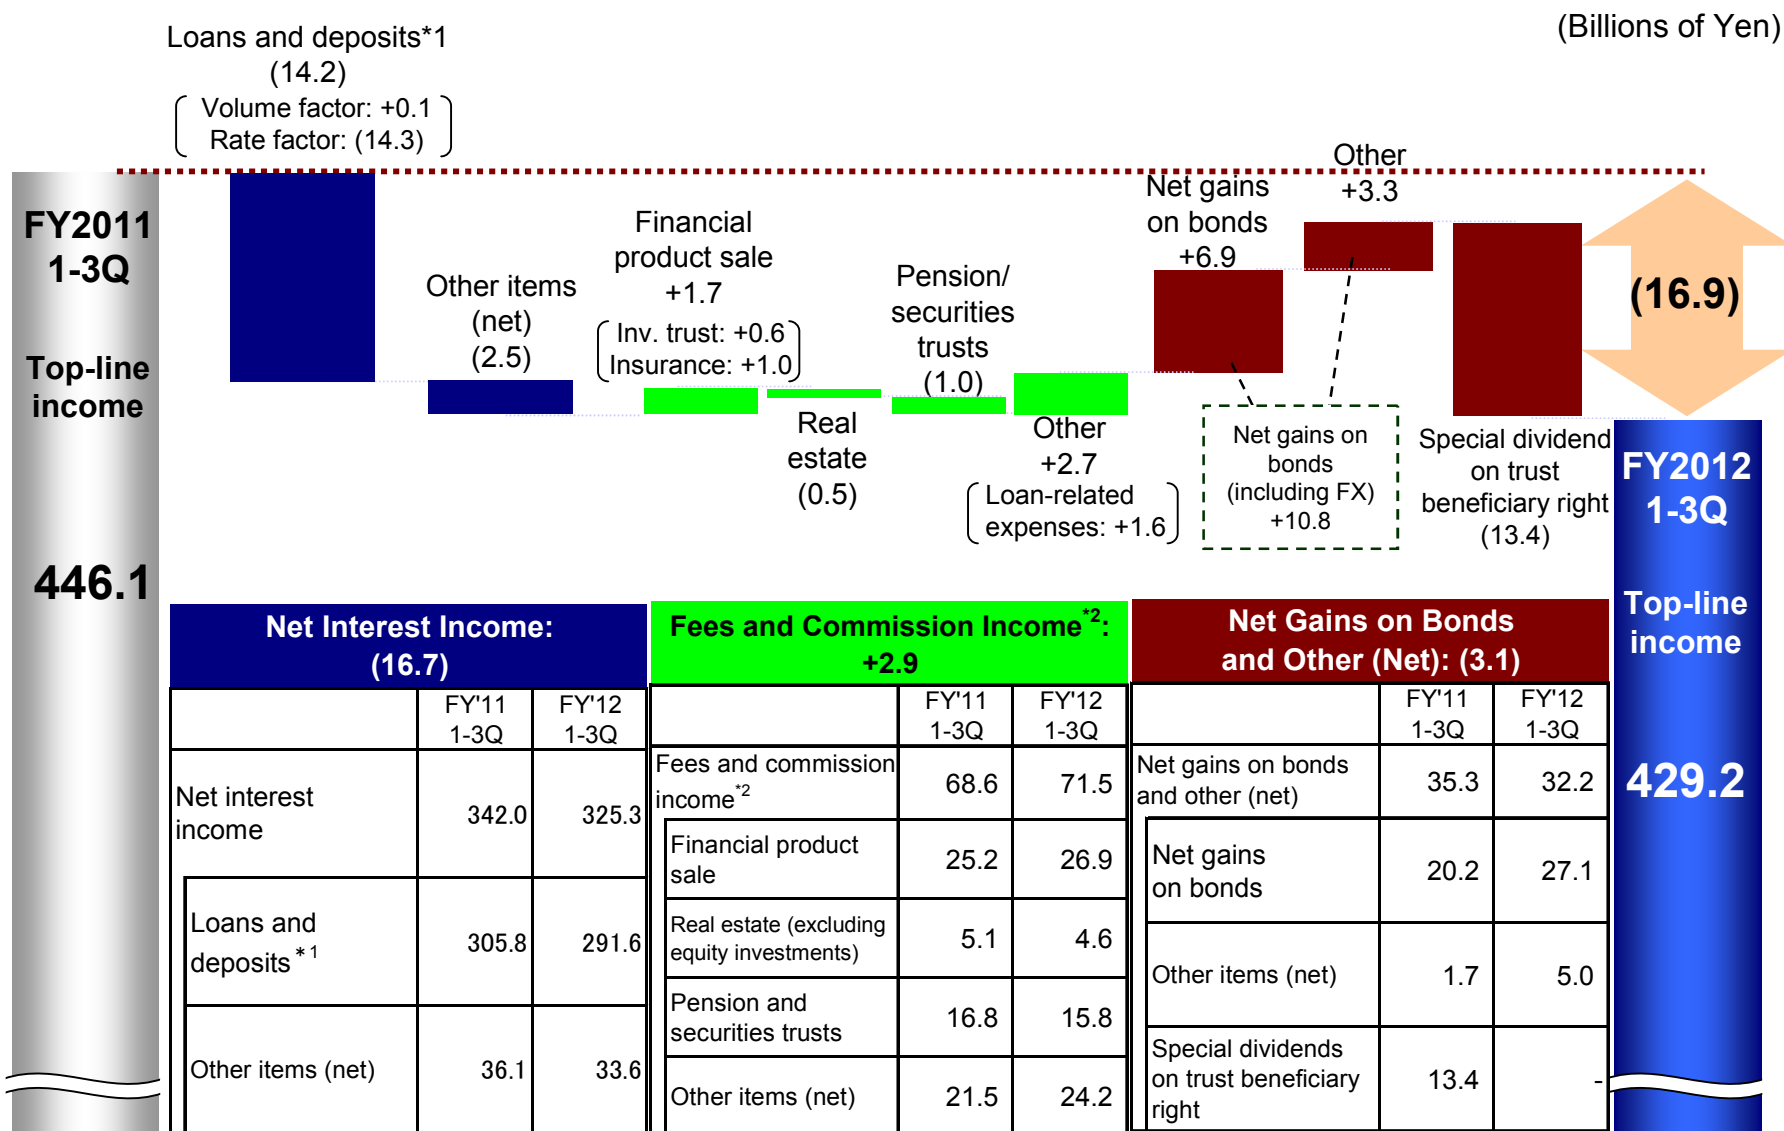 (Billions of Yen)
Loans and deposits*1
(14.2)
Volume factor: +0.1
Rate factor: (14.3)
FY2011
1-3Q
Top-line
income
446.1
Other items
(net)
(2.5)
Financial
product sale
+1.7
Inv. trust: +0.6
Insurance: +1.0
Real
estate
(0.5)
Pension/
securities
trusts
(1.0)
Other
+2.7
Loan-related
expenses: +1.6
Net gains
on bonds
+6.9
Other
+3.3
Net gains on
bonds
(including FX)
+10.8
Special dividend
on trust
beneficiary right
(13.4)
(16.9)
FY2012
1-3Q
Top-line
income
429.2
Net Interest Income:
(16.7)
FY'11 FY'12
1-3Q 1-3Q
Net interest
income 342.0 325.3
Loans and
deposits*1 305.8 291.6
Other items (net) 36.1 33.6
Fees and Commission Income*2:
+2.9
FY'11 FY'12
1-3Q 1-3Q
Fees and commission
income*2 68.6 71.5
Financial product
sale 25.2 26.9
Real estate (excluding
equity investments) 5.1 4.6
Pension and
securities trusts 16.8 15.8
Other items (net) 21.5 24.2
Net Gains on Bonds
and Other (Net): (3.1)
FY'11 FY'12
1-3Q 1-3Q
Net gains on bonds
and other (net) 35.3 32.2
Net gains
on bonds 20.2 27.1
Other items (net) 1.7 5.0
Special dividends
on trust beneficiary 13.4 -
right